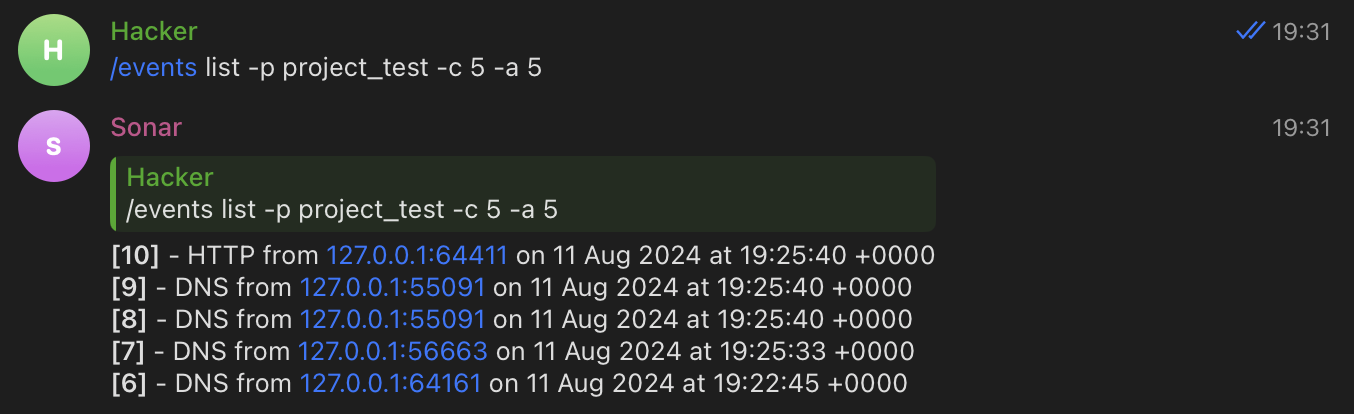 H
Hacker
19:31
/events list -p project_test -c 5 -a 5
S
Sonar
19:31
Hacker
/events list -p project_test -c 5 -a 5
[10] - HTTP from 127.0.0.1:64411 on 11 Aug 2024 at 19:25:40 +0000
[9] - DNS from 127.0.0.1:55091 on 11 Aug 2024 at 19:25:40 +0000
[8] - DNS from 127.0.0.1:55091 on 11 Aug 2024 at 19:25:40 +0000
[7] - DNS from 127.0.0.1:56663 on 11 Aug 2024 at 19:25:33 +0000
[6] - DNS from 127.0.0.1:64161 on 11 Aug 2024 at 19:22:45 +0000